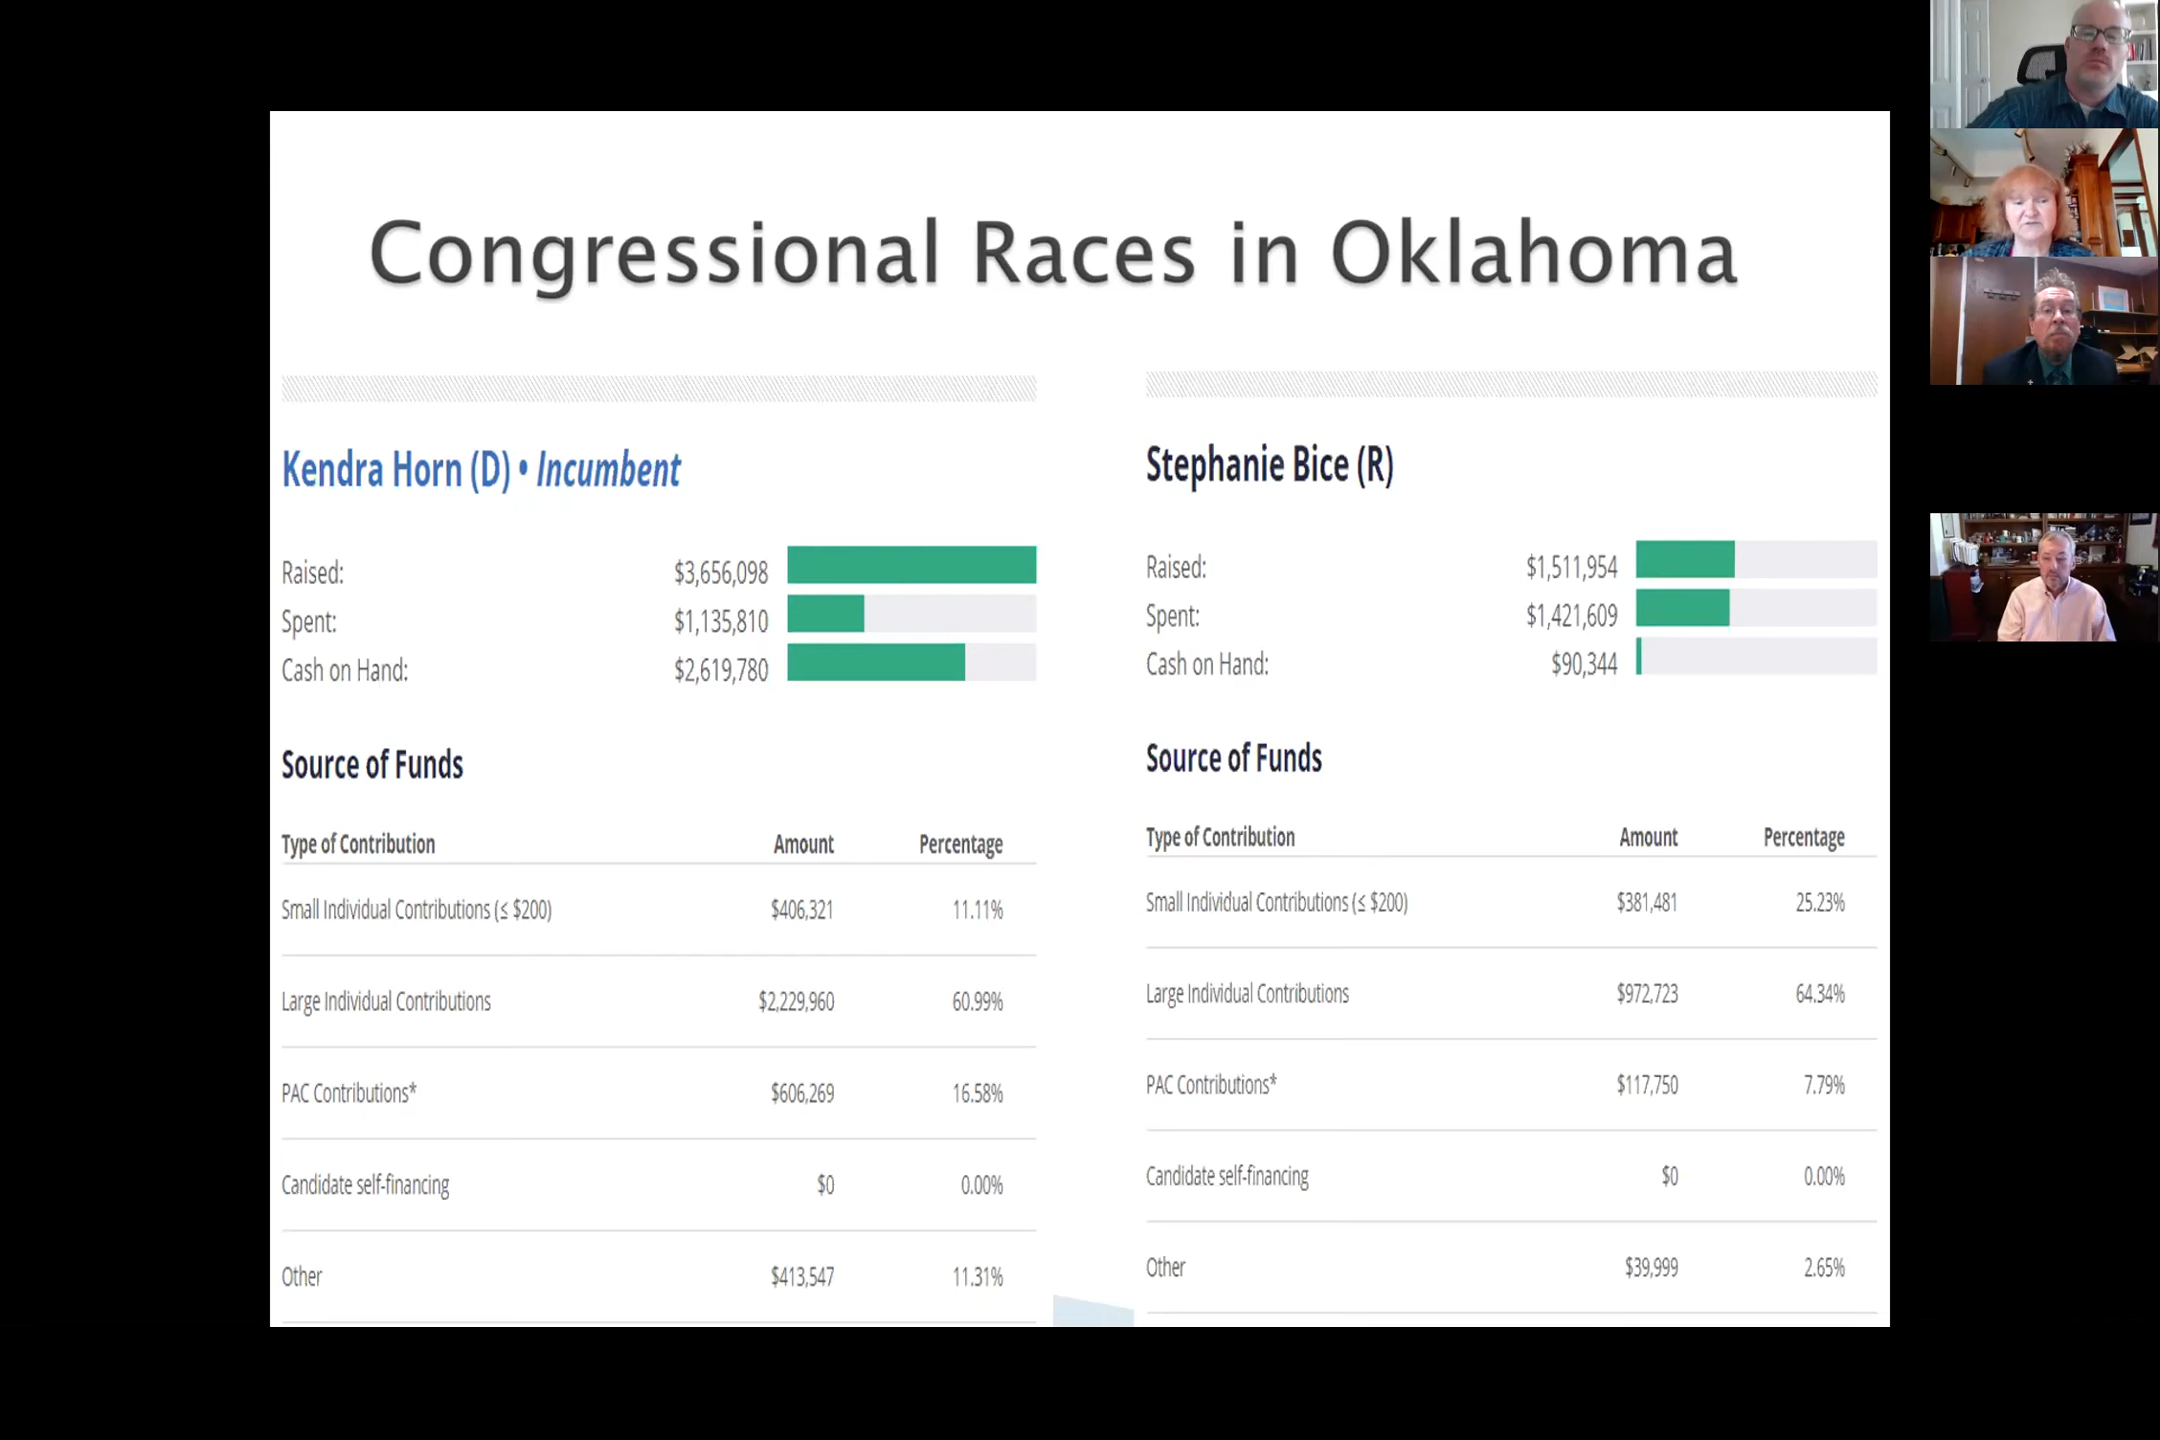 Congressional Races in Oklahoma
Kendra Horn (D) • Incumbent
Raised: $3,656,098
Spent: $1,135,810
Cash on Hand: $2,619,780
Source of Funds
Type of Contribution Amount Percentage
Small Individual Contributions (≤ $200) $406,321 11.11%
Large Individual Contributions $2,229,960 60.99%
PAC Contributions* $606,269 16.58%
Candidate self-financing $0 0.00%
Other $413,547 11.31%
Stephanie Bice (R)
Raised: $1,511,954
Spent: $1,421,609
Cash on Hand: $90,344
Source of Funds
Type of Contribution Amount Percentage
Small Individual Contributions (≤ $200) $381,481 25.23%
Large Individual Contributions $972,723 64.34%
PAC Contributions* $117,750 7.79%
Candidate self-financing $0 0.00%
Other $39,999 2.65%